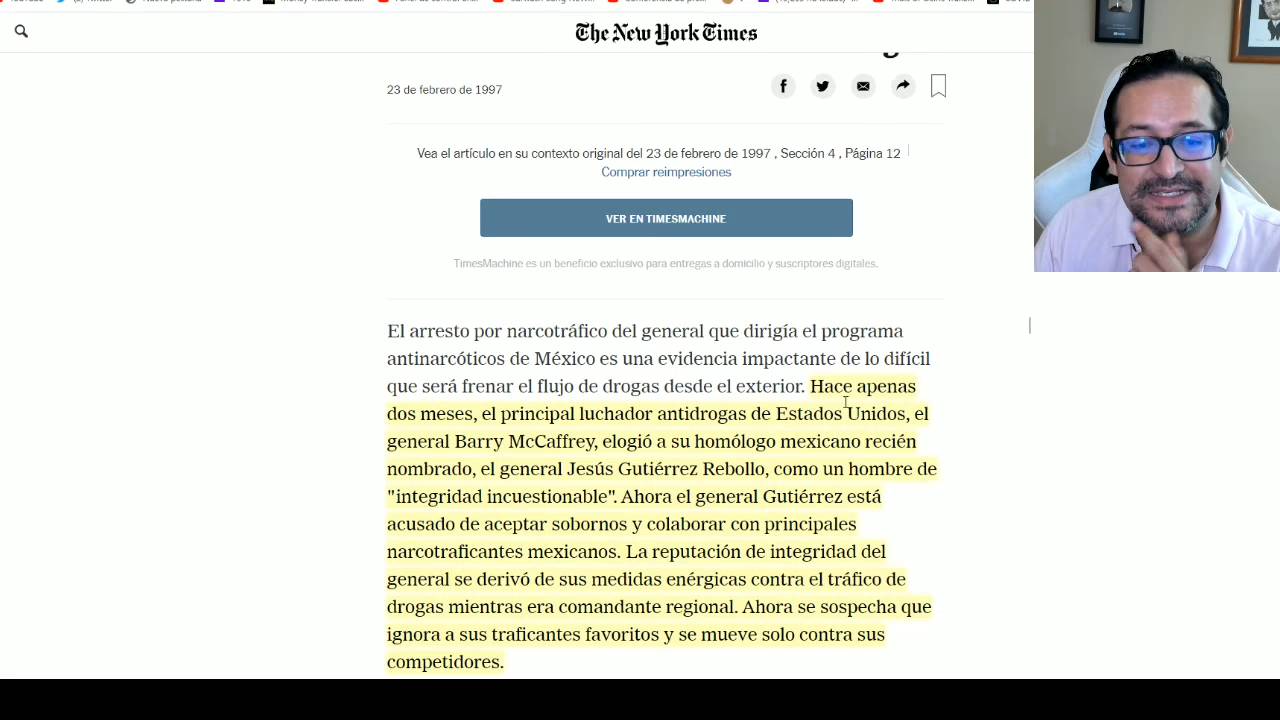 The New York Times
23 de febrero de 1997
Vea el artículo en su contexto original del 23 de febrero de 1997 , Sección 4 , Página 12
Comprar reimpresiones
VER EN TIMESMACHINE
TimesMachine es un beneficio exclusivo para entregas a domicilio y suscriptores digitales.
El arresto por narcotráfico del general que dirigía el programa
antinarcóticos de México es una evidencia impactante de lo difícil
que será frenar el flujo de drogas desde el exterior. Hace apenas
dos meses, el principal luchador antidrogas de Estados Unidos, el
general Barry McCaffrey, elogió a su homólogo mexicano recién
nombrado, el general Jesús Gutiérrez Rebollo, como un hombre de
"integridad incuestionable". Ahora el general Gutiérrez está
acusado de aceptar sobornos y colaborar con principales
narcotraficantes mexicanos. La reputación de integridad del
general se derivó de sus medidas enérgicas contra el tráfico de
drogas mientras era comandante regional. Ahora se sospecha que
ignora a sus traficantes favoritos y se mueve solo contra sus
competidores.